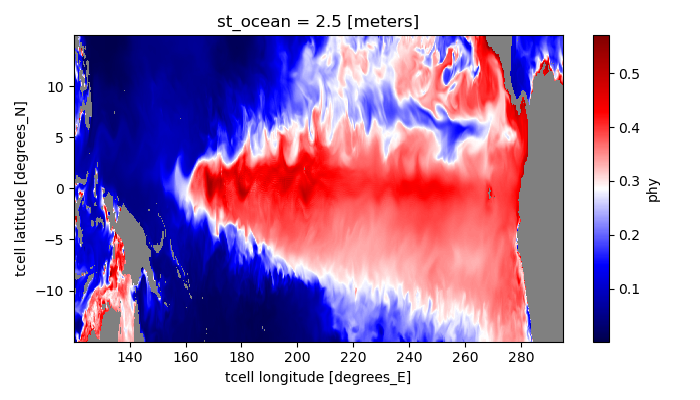 st_ocean = 2.5 [meters]
10
5
0
−5
−10
tcell latitude [degrees_N]
140 160 180 200 220 240 260 280
tcell longitude [degrees_E]
0.5
0.4
0.3
0.2
0.1
phy